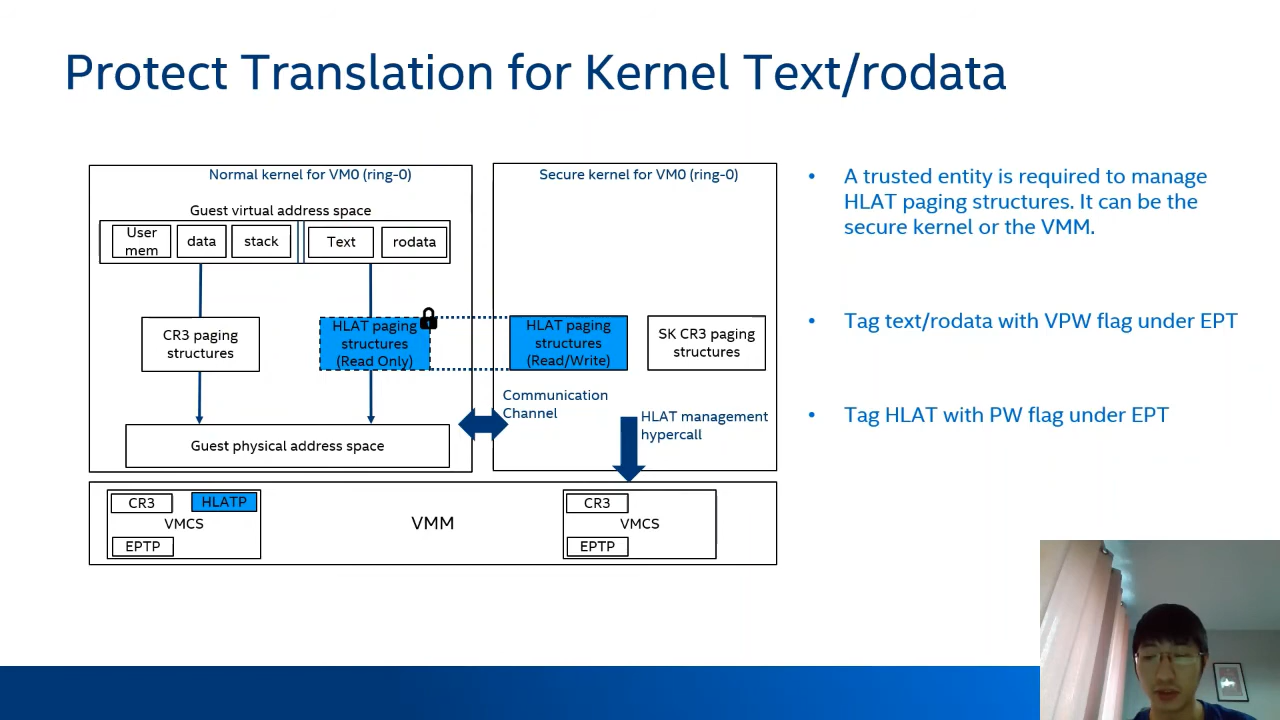 Protect Translation for Kernel Text/rodata
Normal kernel for VM0 (ring-0)
Guest virtual address space
User
mem
data
stack
Text
rodata
CR3 paging
structures
HLAT paging
structures
(Read Only)
Guest physical address space
Secure kernel for VM0 (ring-0)
HLAT paging
structures
(Read/Write)
SK CR3 paging
structures
Communication
Channel
HLAT management
hypercall
CR3
HLATP
VMCS
EPTP
VMM
CR3
VMCS
EPTP
• A trusted entity is required to manage
HLAT paging structures. It can be the
secure kernel or the VMM.
• Tag text/rodata with VPW flag under EPT
• Tag HLAT with PW flag under EPT